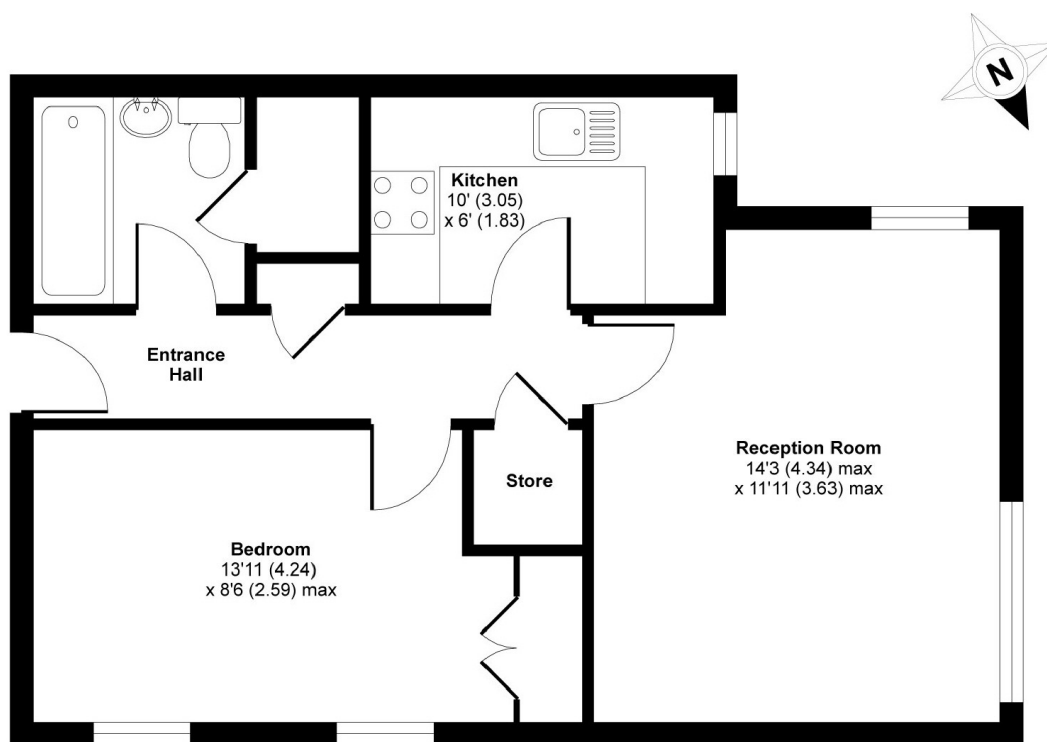 N
Kitchen
10' (3.05)
x 6' (1.83)
Entrance
Hall
Reception Room
14'3 (4.34) max
x 11'11 (3.63) max
Store
Bedroom
13'11 (4.24)
x 8'6 (2.59) max